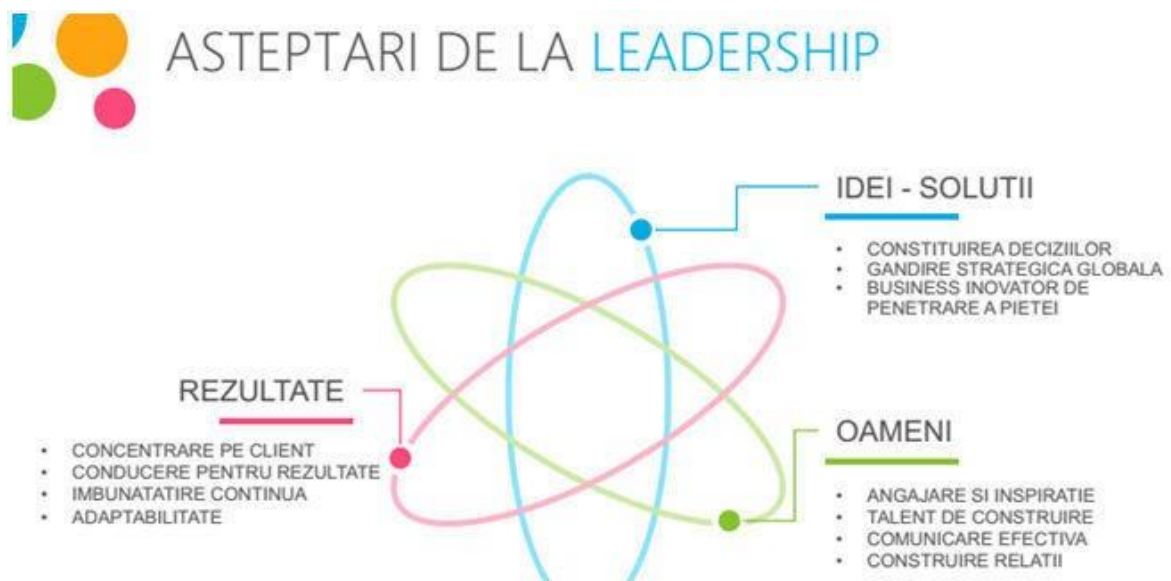 ASTEPTARI DE LA LEADERSHIP
IDEI - SOLUTII
• CONSTITUIREA DECIZIILOR
• GANDIRE STRATEGICA GLOBALA
• BUSINESS INOVATOR DE
PENETRARE A PIETEI
REZULTATE
• CONCENTRARE PE CLIENT
• CONDUCERE PENTRU REZULTATE
• IMBUNATATIRE CONTINUA
• ADAPTABILITATE
OAMENI
• ANGAJARE SI INSPIRATIE
• TALENT DE CONSTRUIRE
• COMUNICARE EFECTIVA
• CONSTRUIRE RELATII